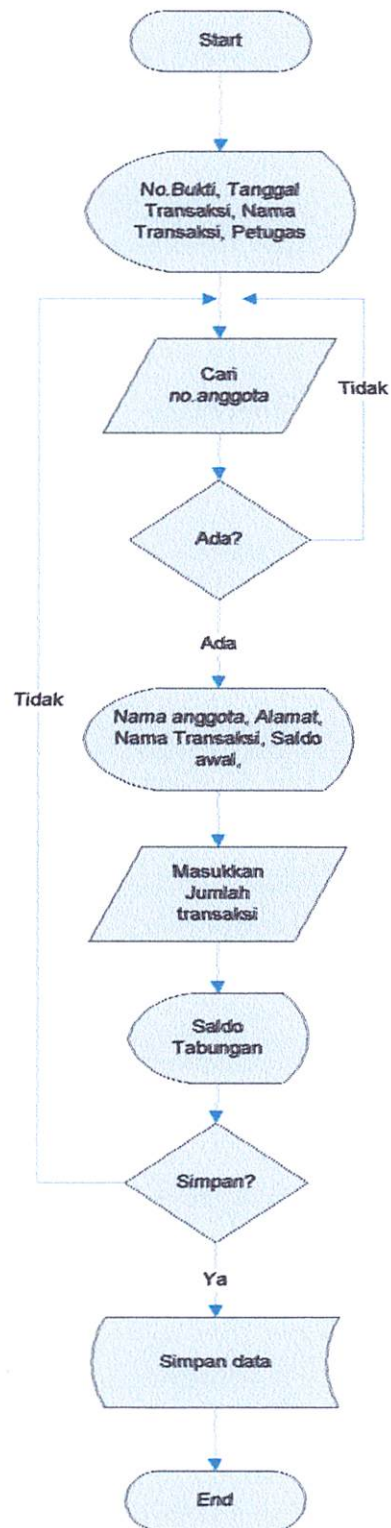 Start
No.Bukti, Tanggal
Transaksi, Nama
Transaksi, Petugas
Cari
no.anggota
Tidak
Ada?
Ada
Tidak
Nama anggota, Alamat,
Nama Transaksi, Saldo
awal,
Masukkan
Jumlah
transaksi
Saldo
Tabungan
Simpan?
Ya
Simpan data
End